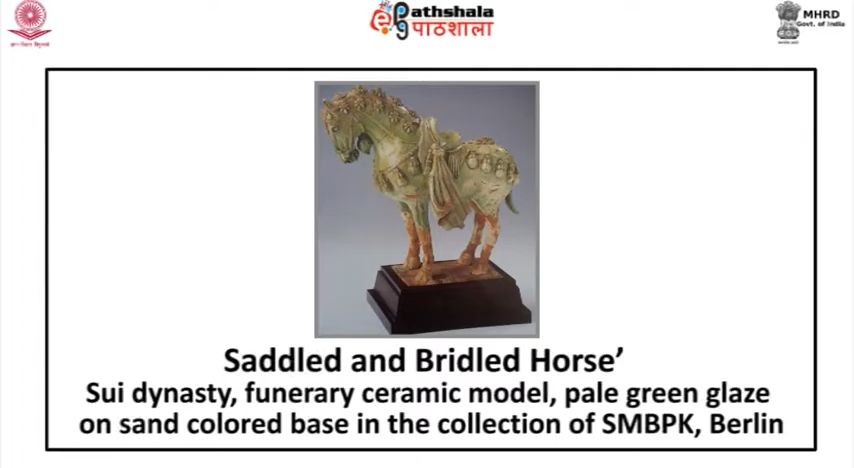 epgpathshala
पाठशाला
MHRD
Govt. of India
Saddled and Bridled Horse’
Sui dynasty, funerary ceramic model, pale green glaze
on sand colored base in the collection of SMBPK, Berlin